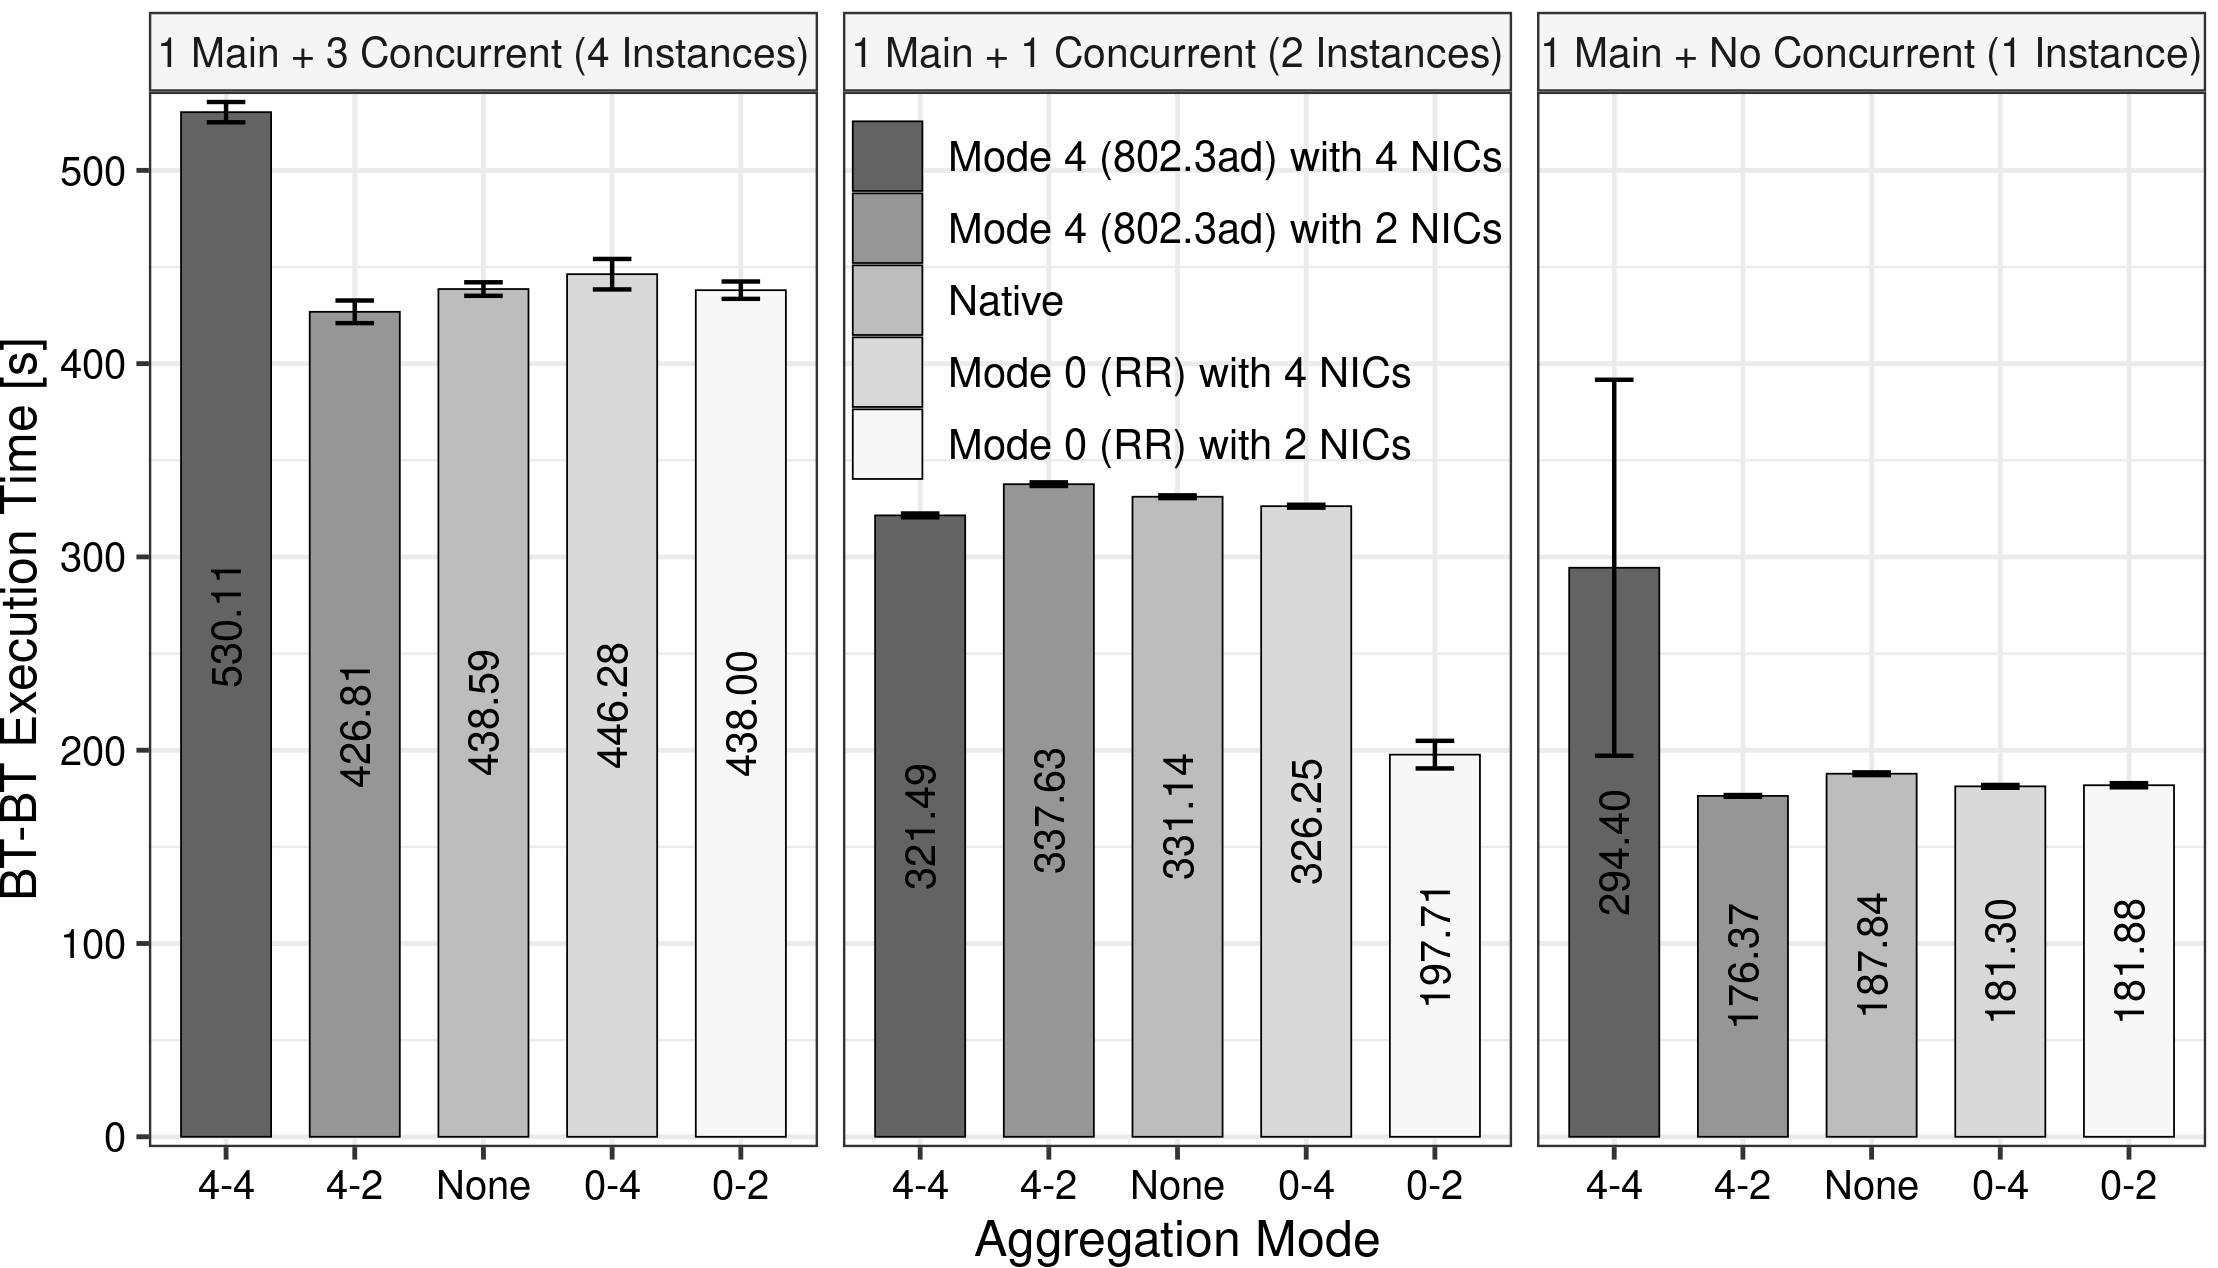 1 Main + 3 Concurrent (4 Instances)
1 Main + 1 Concurrent (2 Instances)
1 Main + No Concurrent (1 Instance)
BT-BT Execution Time [s]
500
400
300
200
100
0
530.11
426.81
438.59
446.28
438.00
Mode 4 (802.3ad) with 4 NICs
Mode 4 (802.3ad) with 2 NICs
Native
Mode 0 (RR) with 4 NICs
Mode 0 (RR) with 2 NICs
321.49
337.63
331.14
326.25
197.71
294.40
176.37
187.84
181.30
181.88
4-4 4-2 None 0-4 0-2
4-4 4-2 None 0-4 0-2
4-4 4-2 None 0-4 0-2
Aggregation Mode